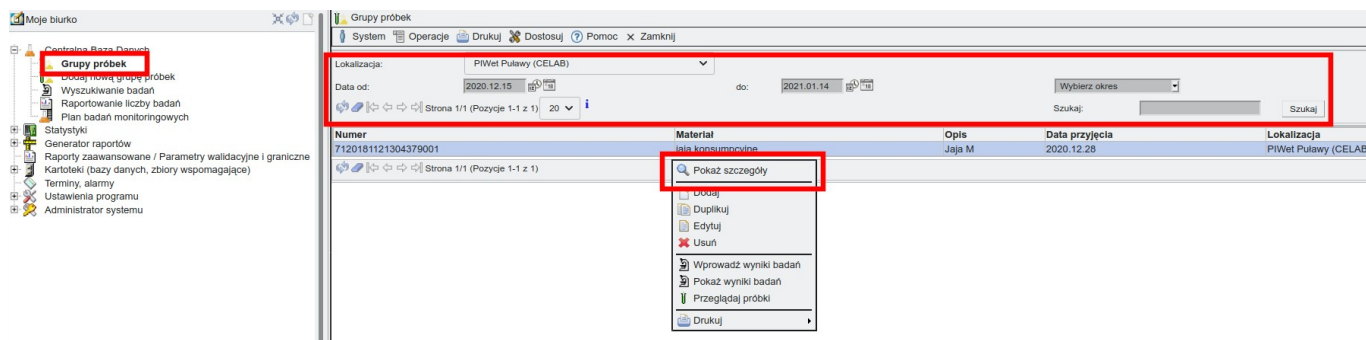 Moje biurko
Centralna Baza Danych
Grupy próbek
Dodaj nową grupę próbek
Wyszukiwanie badań
Raportowanie liczby badań
Plan badań monitoringowych
Statystyki
Generator raportów
Raporty zaawansowane / Parametry walidacyjne i graniczne
Kartoteki (bazy danych, zbiory wspomagające)
Terminy, alarmy
Ustawienia programu
Administrator systemu
Grupy próbek
System Operacje Drukuj Dostosuj Pomoc x Zamknij
Lokalizacja: PIWet Puławy (CELAB)
Data od: 2020.12.15 do: 2021.01.14 Wybierz okres
Strona 1/1 (Pozycje 1-1 z 1) 20 i Szukaj: Szukaj
Numer Materiał Opis Data przyjęcia Lokalizacja
7120181121304379001 jaja konsumpcyjne Jaja M 2020.12.28 PIWet Puławy (CELAB
Strona 1/1 (Pozycje 1-1 z 1)
Pokaż szczegóły
Dodaj
Duplikuj
Edytuj
Usuń
Wprowadź wyniki badań
Pokaż wyniki badań
Przeglądaj próbki
Drukuj